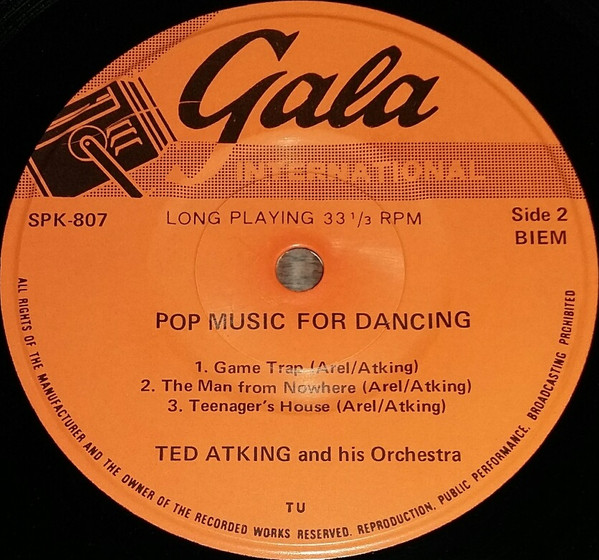 Gala
INTERNATIONAL
SPK-807
LONG PLAYING 33 1/3 RPM
Side 2
BIEM
POP MUSIC FOR DANCING
1. Game Trap (Arel/Atking)
2. The Man from Nowhere (Arel/Atking)
3. Teenager's House (Arel/Atking)
TED ATKING and his Orchestra
TU
ALL RIGHTS OF THE MANUFACTURER AND THE OWNER OF THE RECORDED WORKS RESERVED. REPRODUCTION, PUBLIC PERFORMANCE, BROADCASTING PROHIBITED